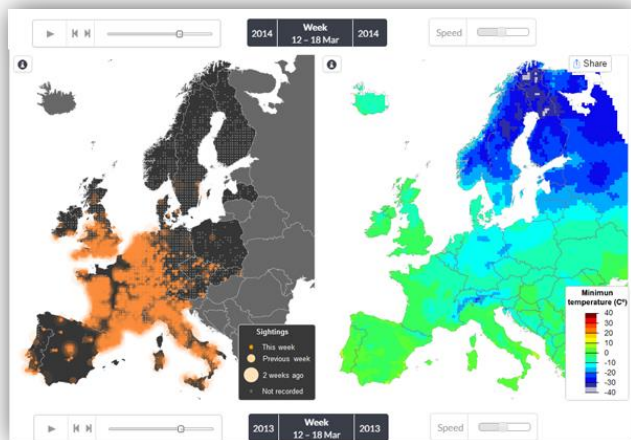 2014
Week
12 – 18 Mar
2014
Speed
Share
Sightings
This week
Previous week
2 weeks ago
Not recorded
Minimun
temperature (Cº)
40
30
20
10
0
-10
-20
-30
-40
2013
Week
12 – 18 Mar
2013
Speed